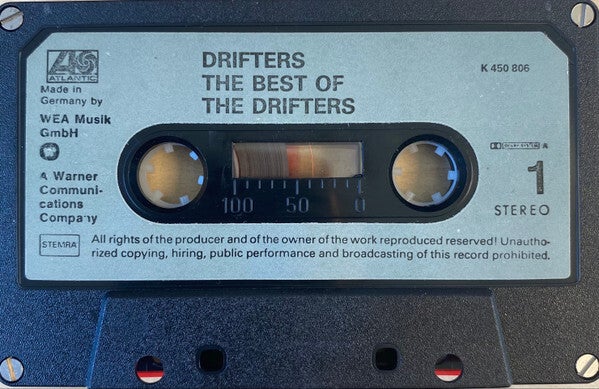 ATLANTIC
Made in
Germany by
WEA Musik
GmbH
A Warner
Communi-
cations
Company
STEMRA
DRIFTERS
THE BEST OF
THE DRIFTERS
K 450 806
A
1
STEREO
100 50 0
All rights of the producer and of the owner of the work reproduced reserved! Unautho-
rized copying, hiring, public performance and broadcasting of this record prohibited.